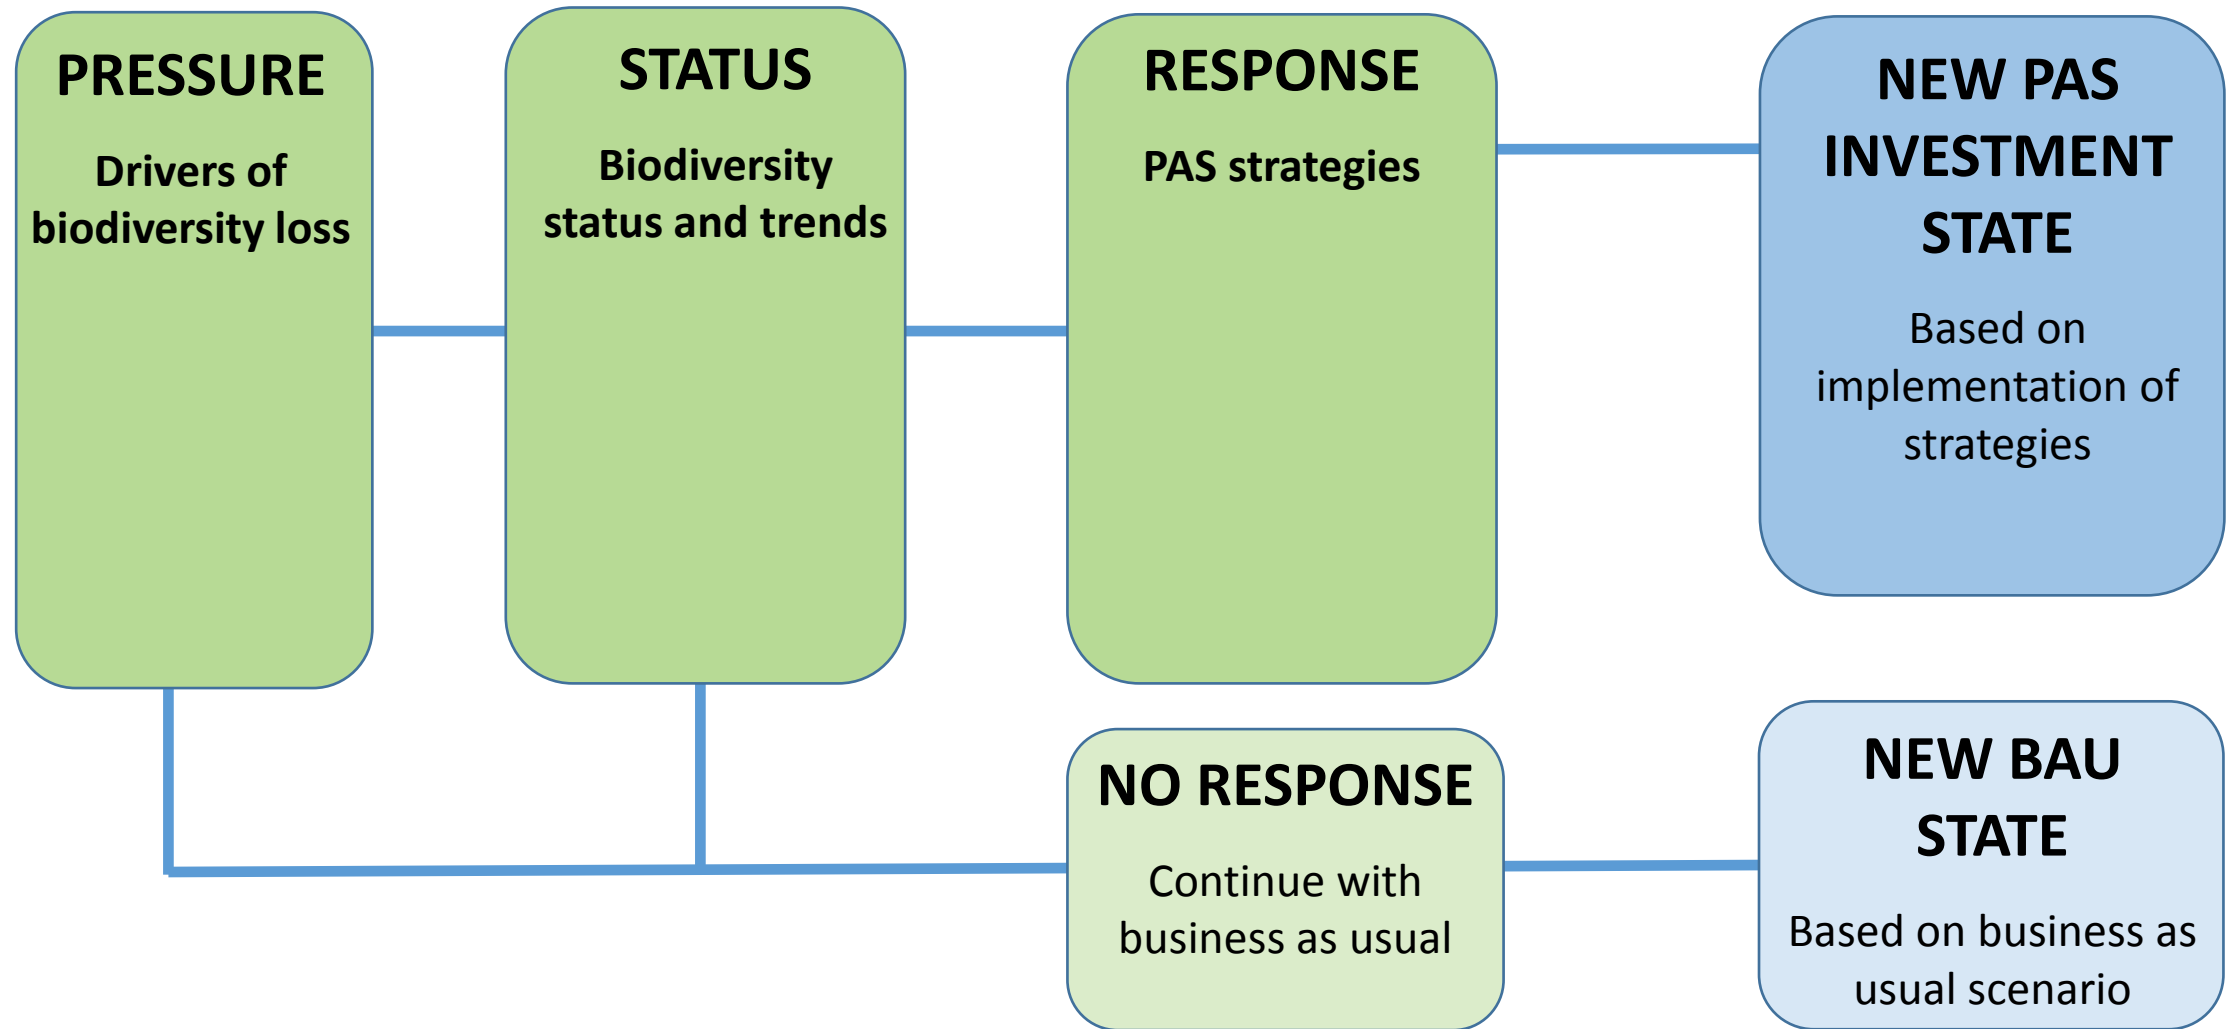 PRESSURE
Drivers of
biodiversity loss
STATUS
Biodiversity
status and trends
RESPONSE
PAS strategies
NEW PAS
INVESTMENT
STATE
Based on
implementation of
strategies
NO RESPONSE
Continue with
business as usual
NEW BAU
STATE
Based on business as
usual scenario